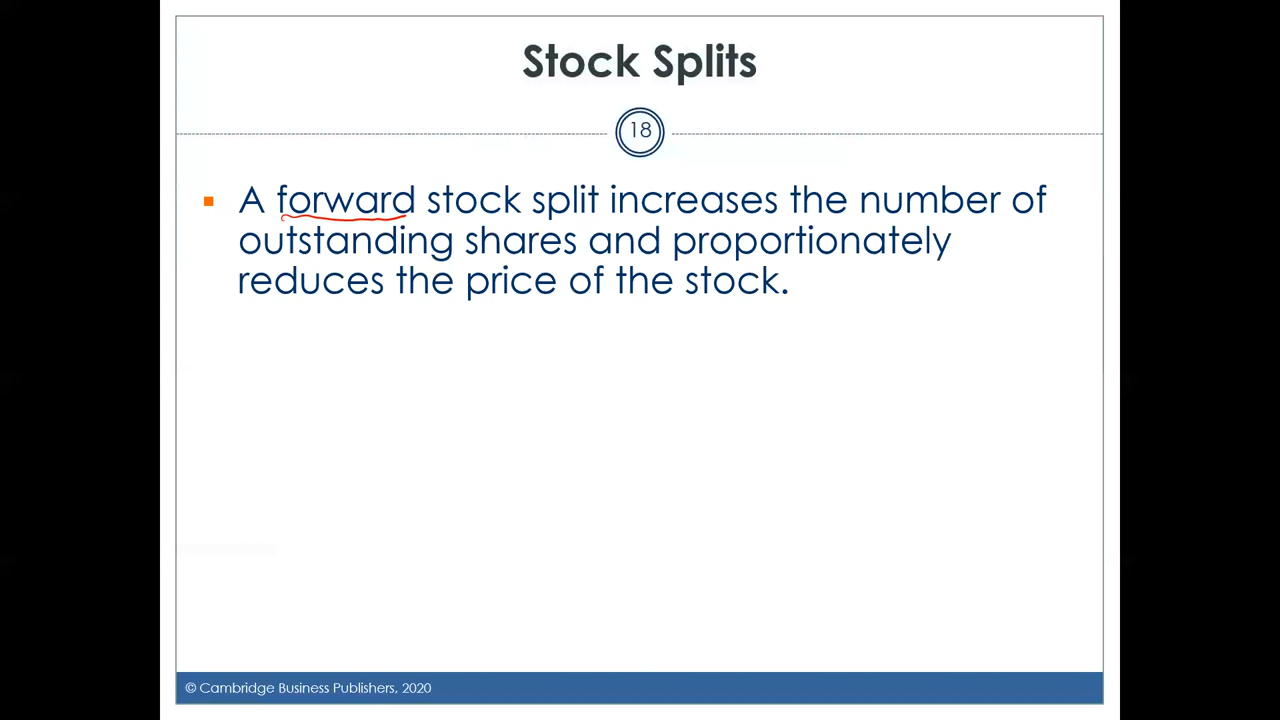 Stock Splits
18
A forward stock split increases the number of
outstanding shares and proportionately
reduces the price of the stock.
© Cambridge Business Publishers, 2020